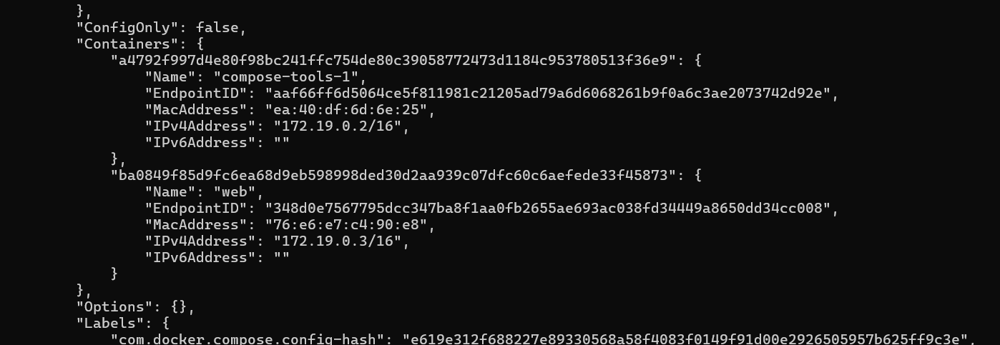 },
"ConfigOnly": false,
"Containers": {
"a4792f997d4e80f98bc241ffc754de80c39058772473d1184c953780513f36e9": {
"Name": "compose-tools-1",
"EndpointID": "aaf66ff6d5064ce5f811981c21205ad79a6d6068261b9f0a6c3ae2073742d92e",
"MacAddress": "ea:40:df:6d:6e:25",
"IPv4Address": "172.19.0.2/16",
"IPv6Address": ""
},
"ba0849f85d9fc6ea68d9eb598998ded30d2aa939c07dfc60c6aefede33f45873": {
"Name": "web",
"EndpointID": "348d0e7567795dcc347ba8f1aa0fb2655ae693ac038fd34449a8650dd34cc008",
"MacAddress": "76:e6:e7:c4:90:e8",
"IPv4Address": "172.19.0.3/16",
"IPv6Address": ""
}
},
"Options": {},
"Labels": {
"com.docker.compose.config-hash": "e619e312f688227e89330568a58f4083f0149f91d00e2926505957b625ff9c3e",